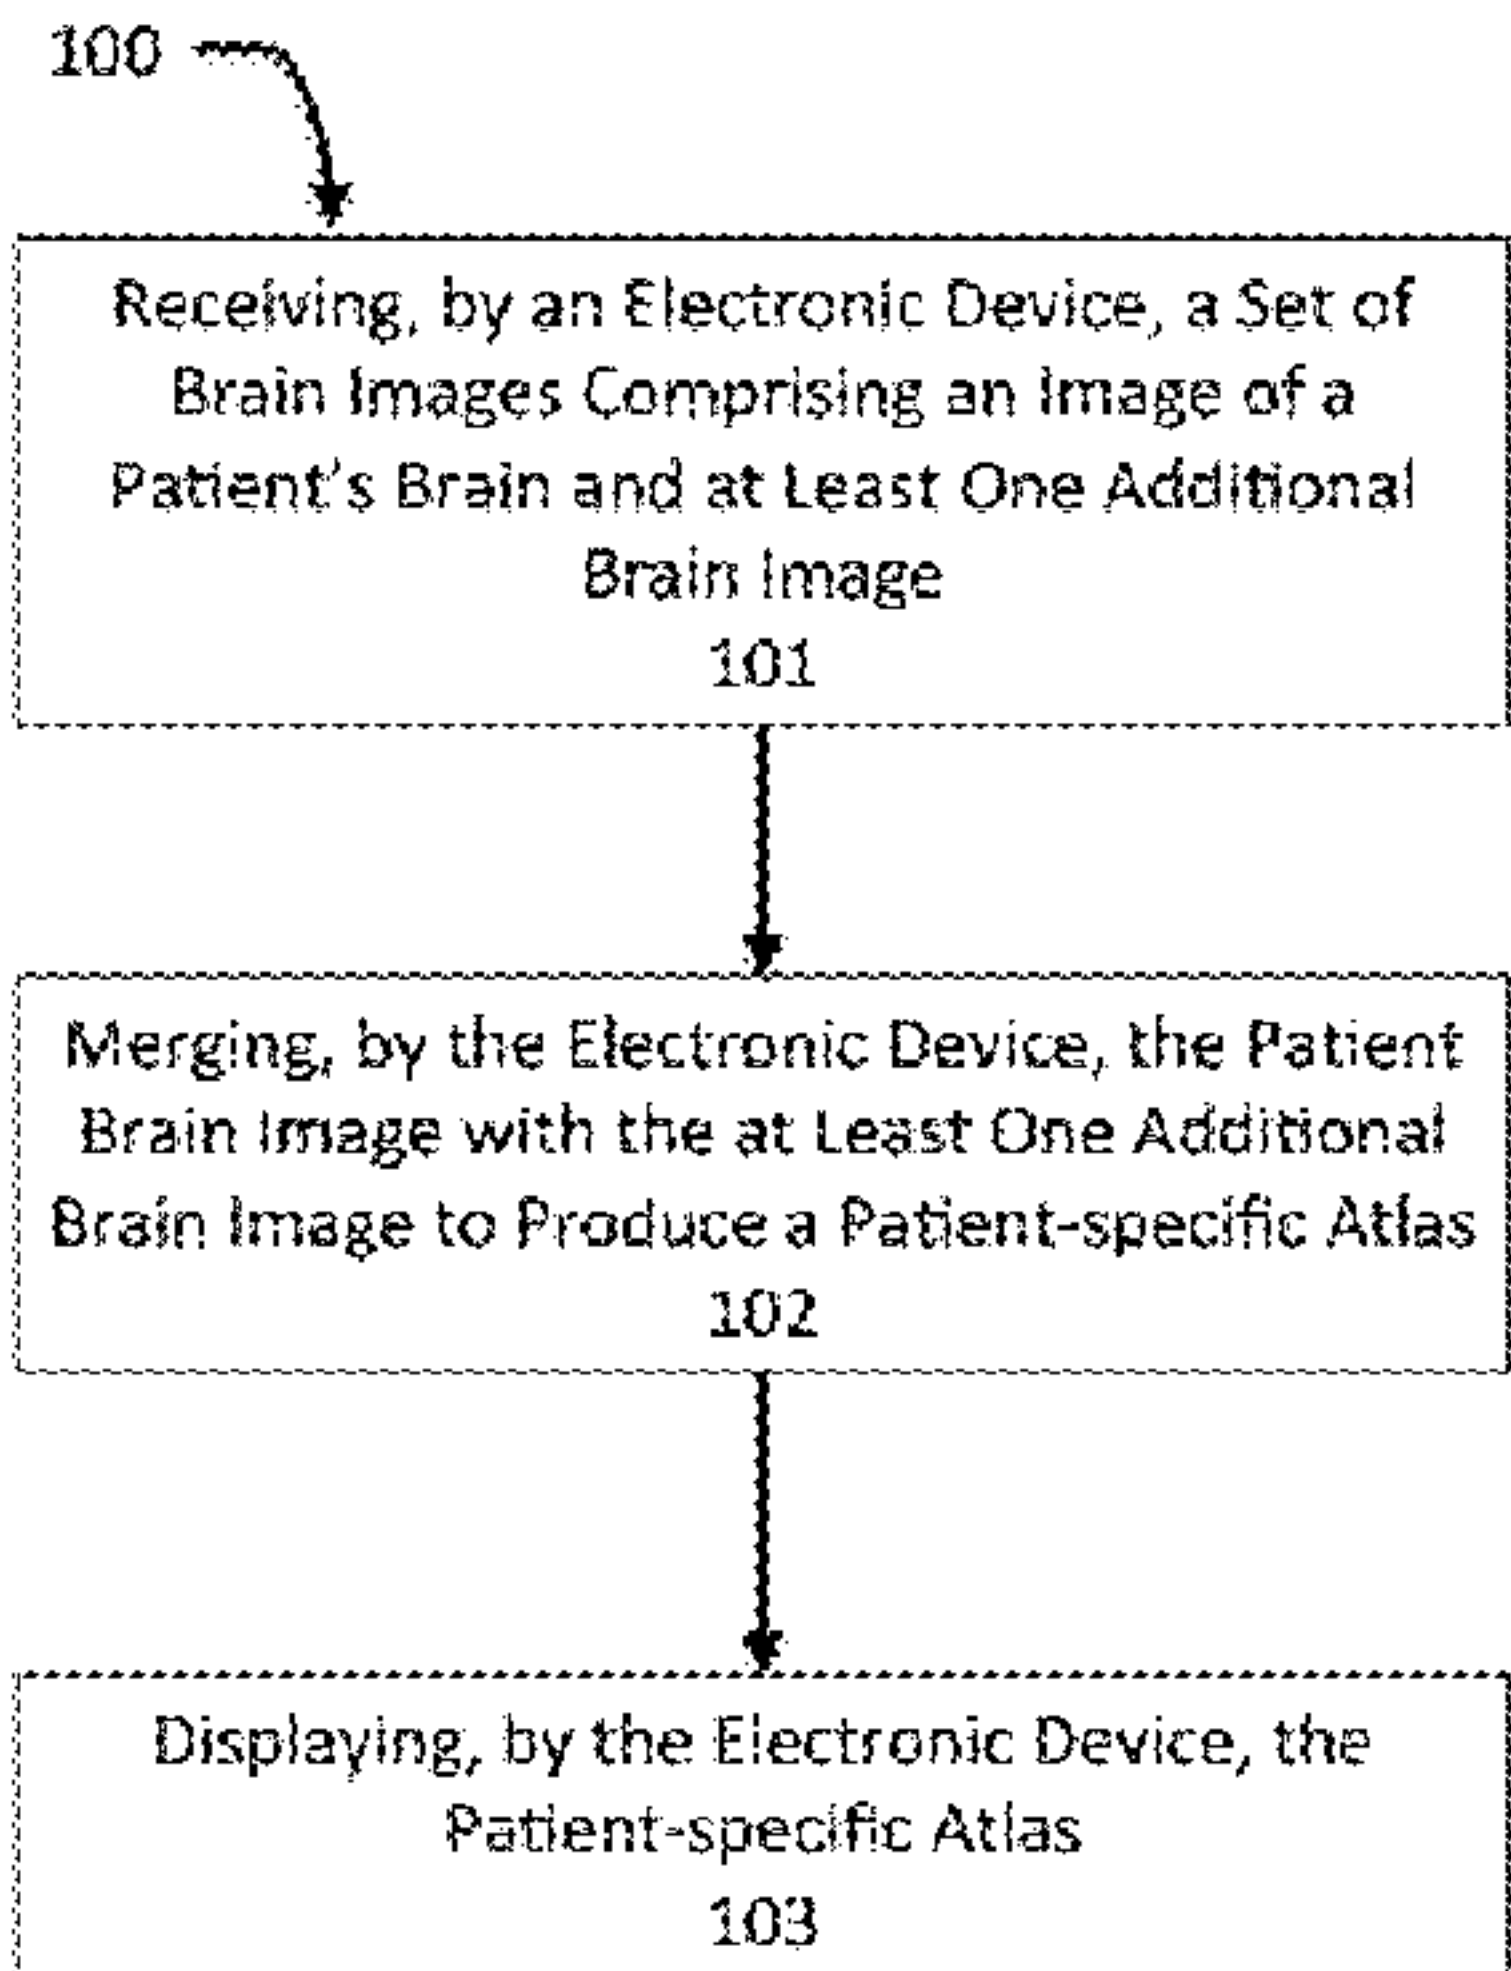 100
Receiving, by an Electronic Device, a Set of
Brain Images Comprising an Image of a
Patient's Brain and at Least One Additional
Brain Image
101
Merging, by the Electronic Device, the Patient
Brain Image with the at Least One Additional
Brain Image to Produce a Patient-specific Atlas
102
Displaying, by the Electronic Device, the
Patient-specific Atlas
103